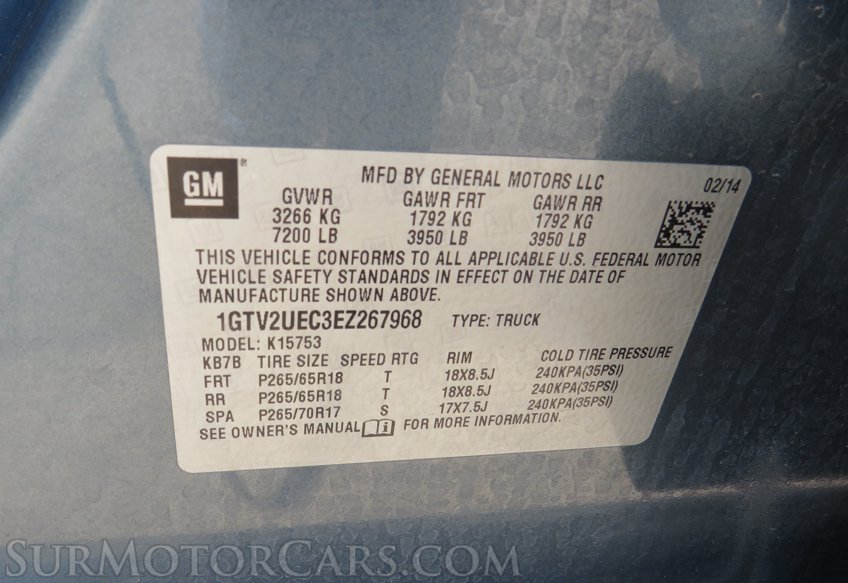 GM®
MFD BY GENERAL MOTORS LLC 02/14
GVWR GAWR FRT GAWR RR
3266 KG 1792 KG 1792 KG
7200 LB 3950 LB 3950 LB
THIS VEHICLE CONFORMS TO ALL APPLICABLE U.S. FEDERAL MOTOR
VEHICLE SAFETY STANDARDS IN EFFECT ON THE DATE OF
MANUFACTURE SHOWN ABOVE.
1GTV2UEC3EZ267968 TYPE: TRUCK
MODEL: K15753
KB7B TIRE SIZE SPEED RTG RIM COLD TIRE PRESSURE
FRT P265/65R18 T 18X8.5J 240KPA(35PSI)
RR P265/65R18 T 18X8.5J 240KPA(35PSI)
SPA P265/70R17 S 17X7.5J 240KPA(35PSI)
SEE OWNER'S MANUAL FOR MORE INFORMATION.
SurMotorCars.com